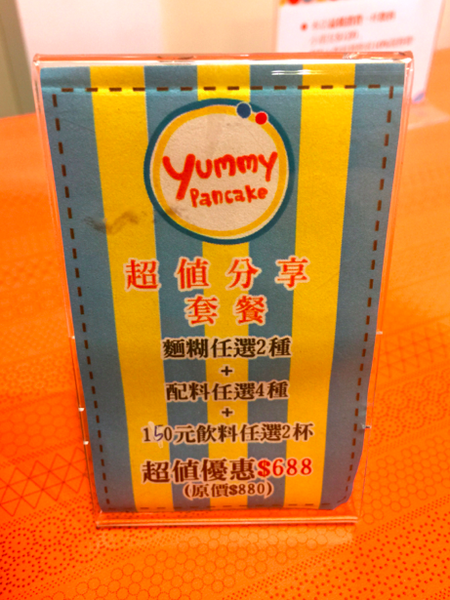 Yummy
Pancake
超值分享
套餐
麵糊任選2種
+
配料任選4種
+
150元飲料任選2杯
超值優惠$688
(原價$880)